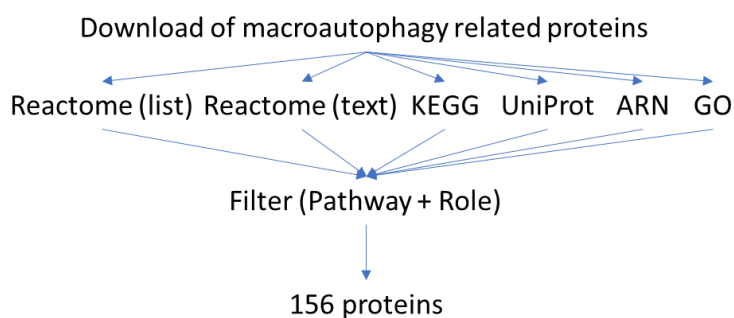 Download of macroautophagy related proteins
Reactome (list) Reactome (text) KEGG UniProt ARN GO
Filter (Pathway + Role)
156 proteins